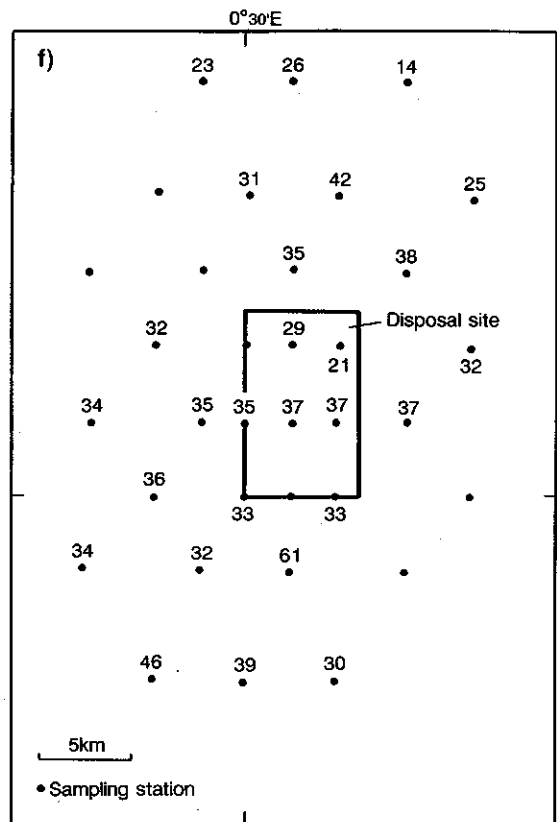 0°30'E
f)
23 26 14
31 42 25
35 38
32 29 Disposal site
21 32
34 35 35 37 37 37
36
33 33
34 32 61
46 39 30
5km
Sampling station